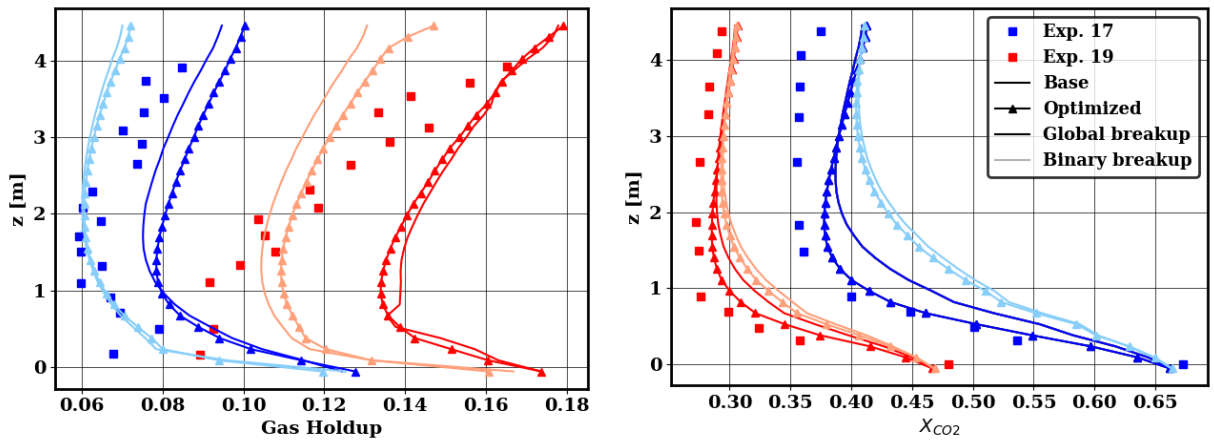 z [m]
4
3
2
1
0
0.06 0.08 0.10 0.12 0.14 0.16 0.18
Gas Holdup
z [m]
4
3
2
1
0
0.30 0.35 0.40 0.45 0.50 0.55 0.60 0.65
X_{CO2}
Exp. 17
Exp. 19
Base
Optimized
Global breakup
Binary breakup